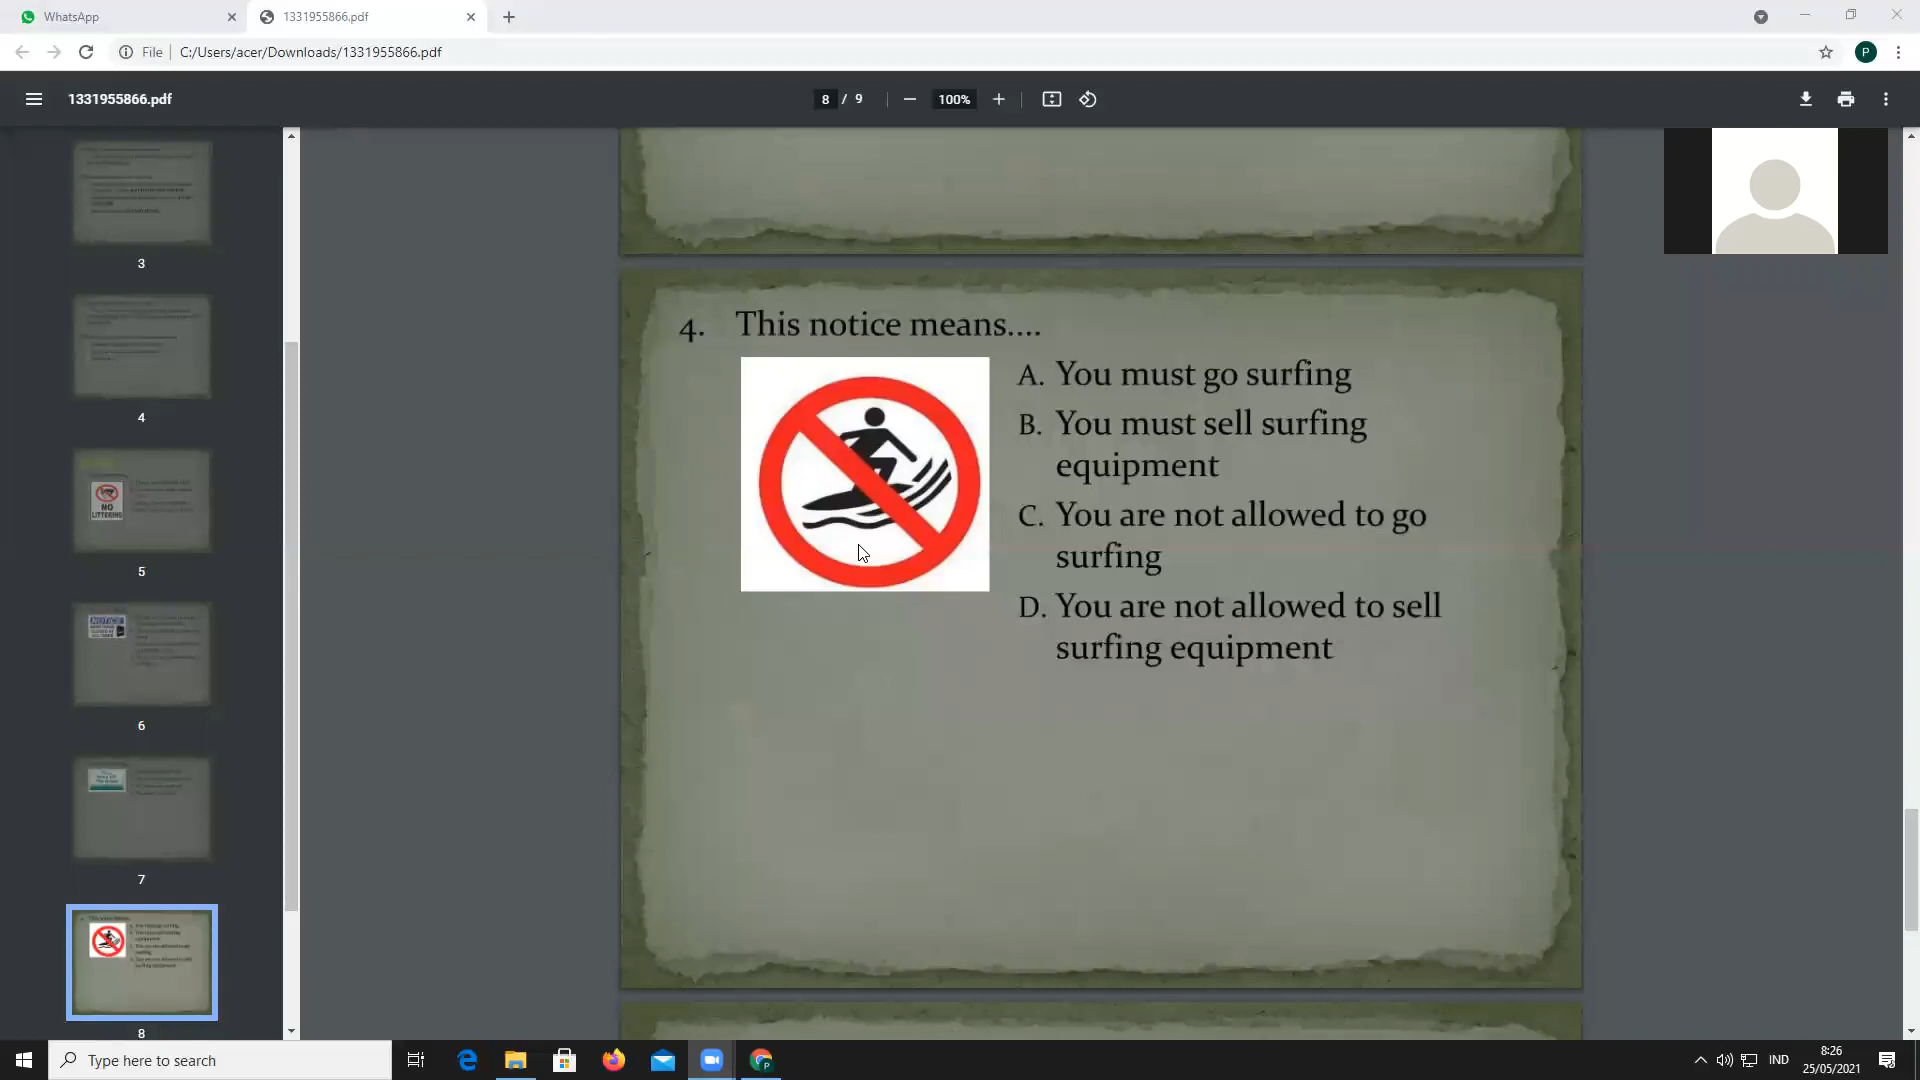 WhatsApp
1331955866.pdf
File
C:/Users/acer/Downloads/1331955866.pdf
P
1331955866.pdf
8 / 9
100%
3
4
NO
LITTERING
5
NOTICE
6
7
8
4. This notice means....
A. You must go surfing
B. You must sell surfing
equipment
C. You are not allowed to go
surfing
D. You are not allowed to sell
surfing equipment
Type here to search
IND
8:26
25/05/2021